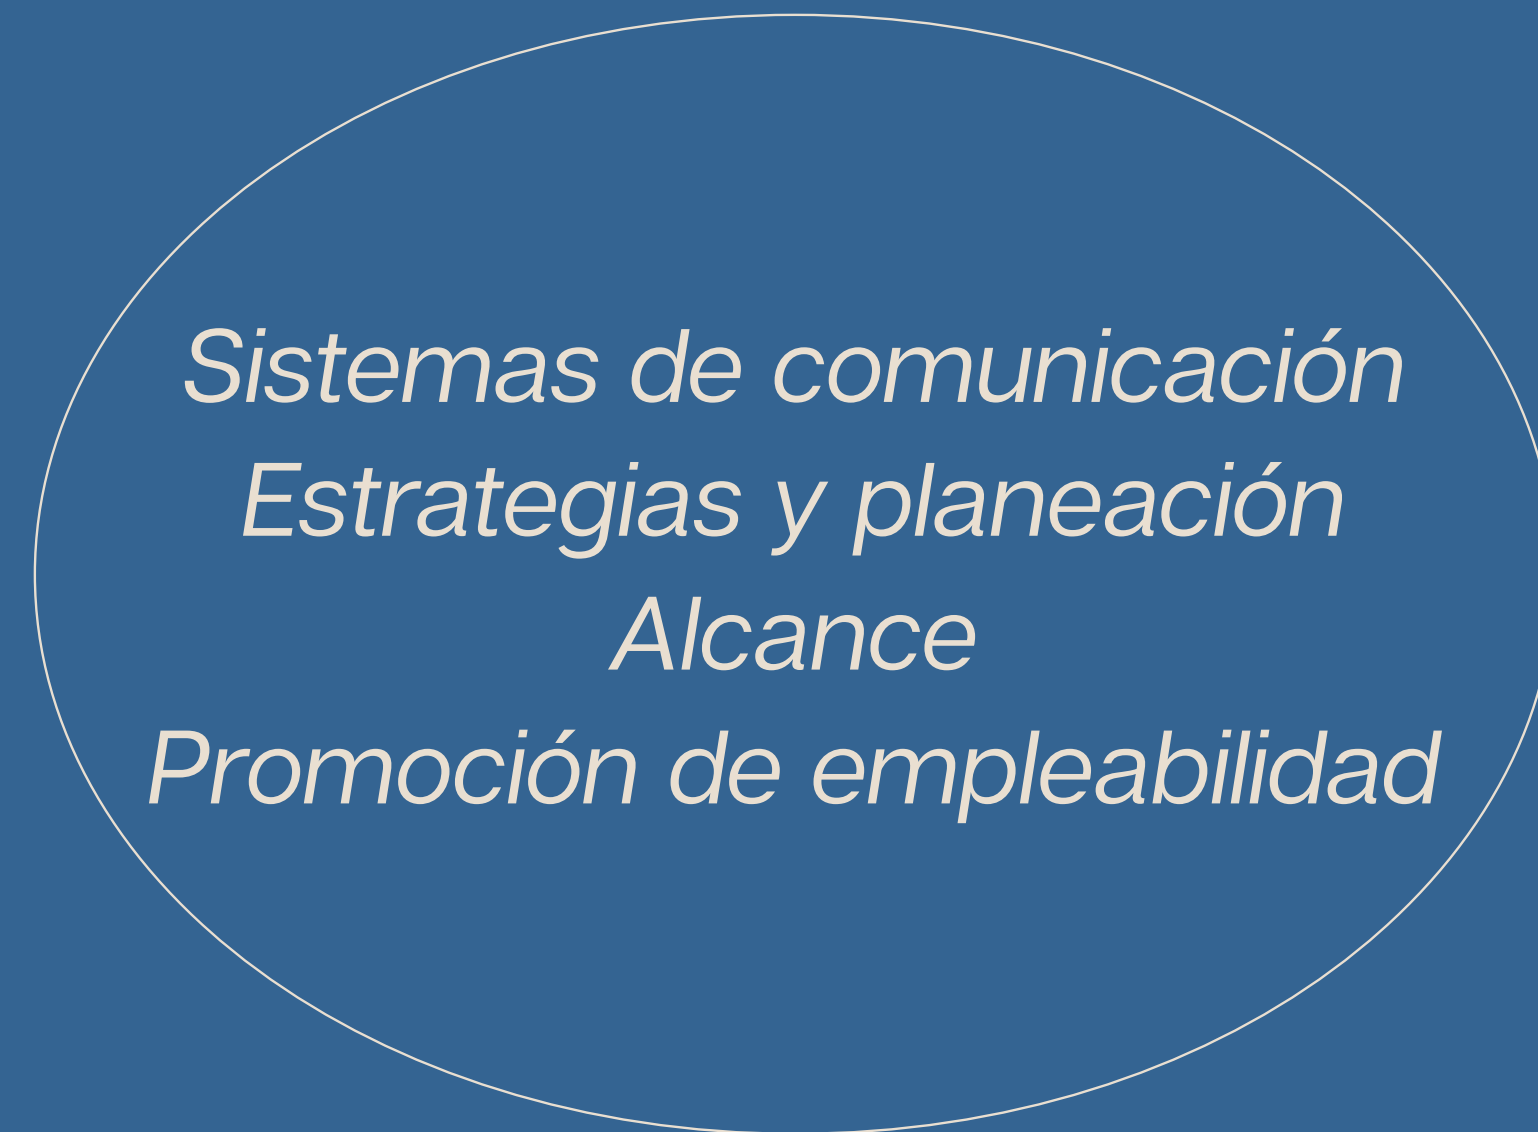 Sistemas de comunicación
Estrategias y planeación
Alcance
Promoción de empleabilidad